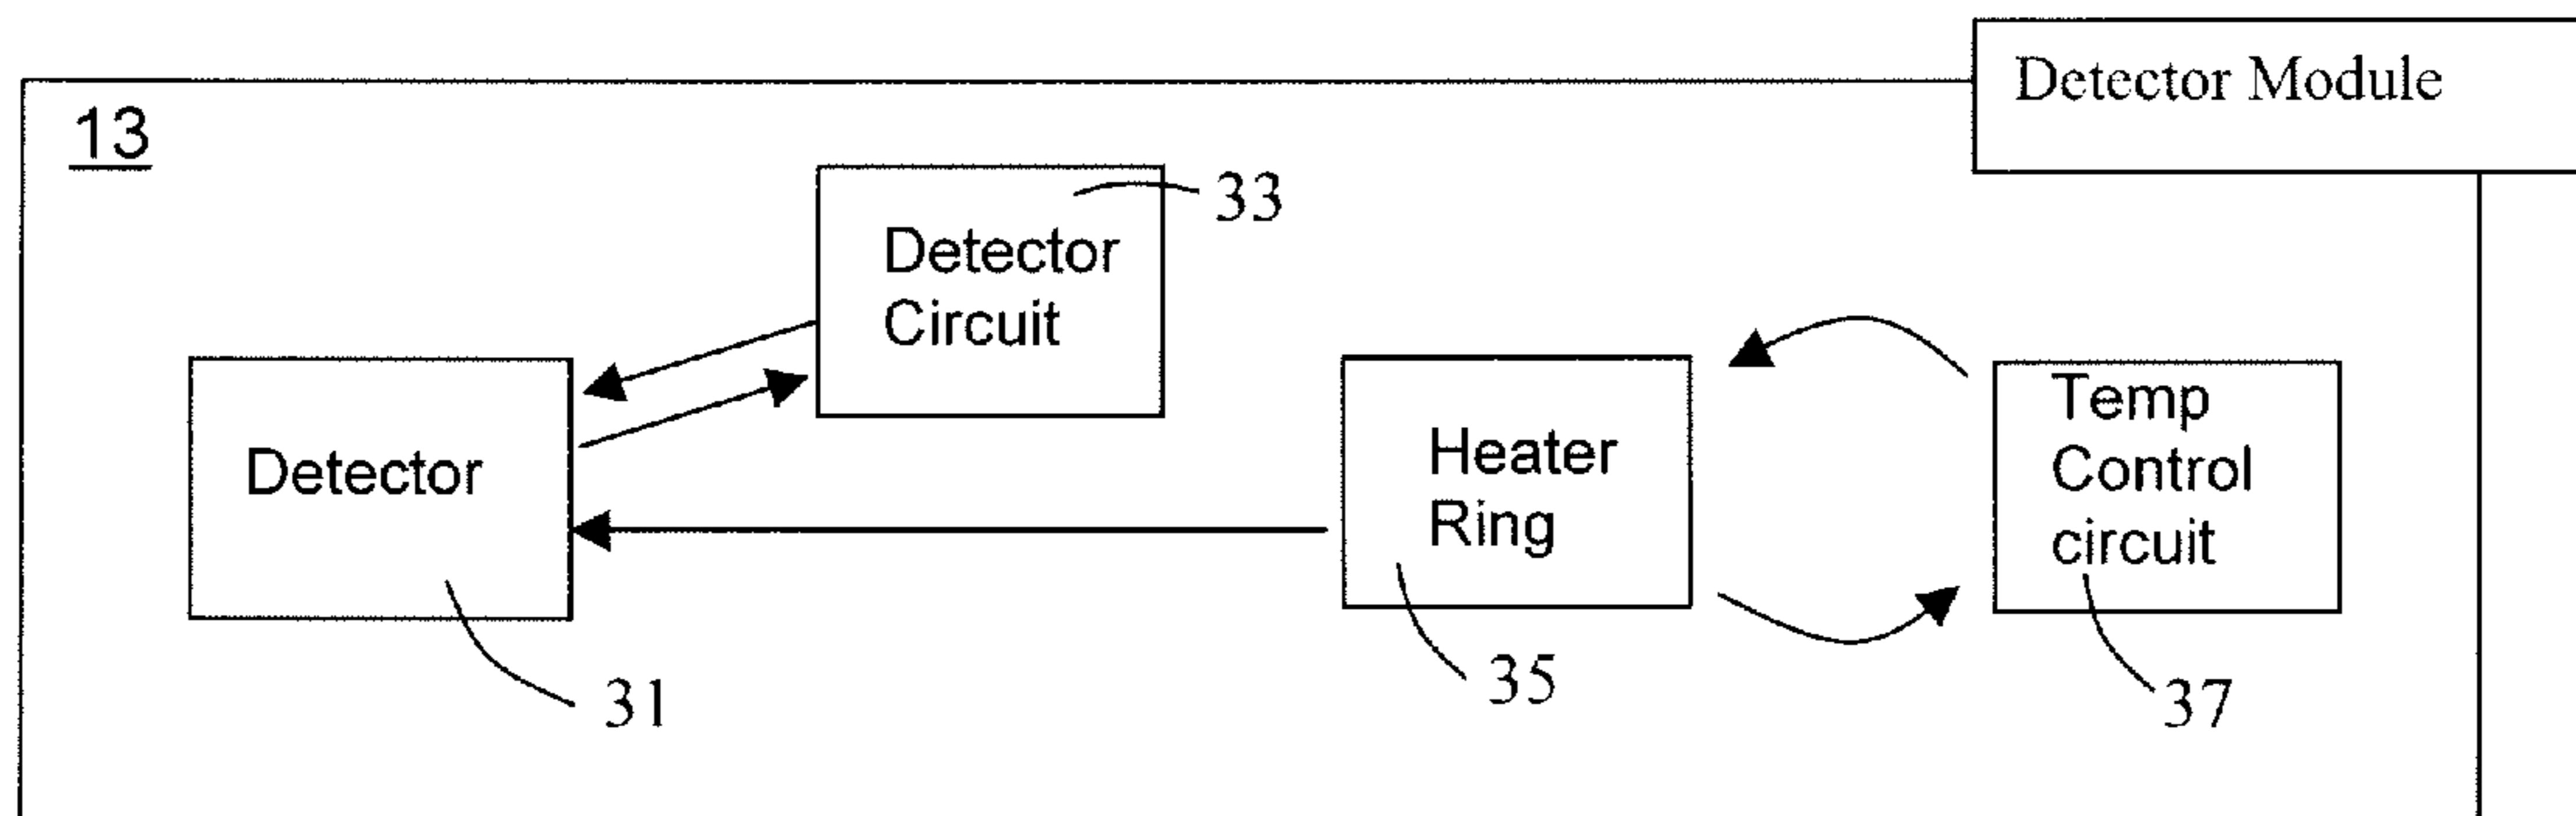 Detector Module
13
33
Detector
Circuit
Detector
Heater
Ring
Temp
Control
circuit
31
35
37